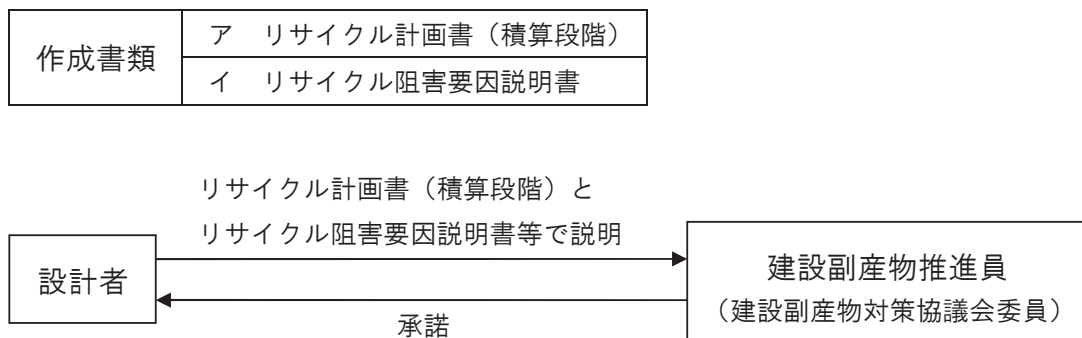 作成書類
ア　リサイクル計画書（積算段階）
イ　リサイクル阻害要因説明書
リサイクル計画書（積算段階）と
リサイクル阻害要因説明書等で説明
設計者
建設副産物推進員
（建設副産物対策協議会委員）
承諾